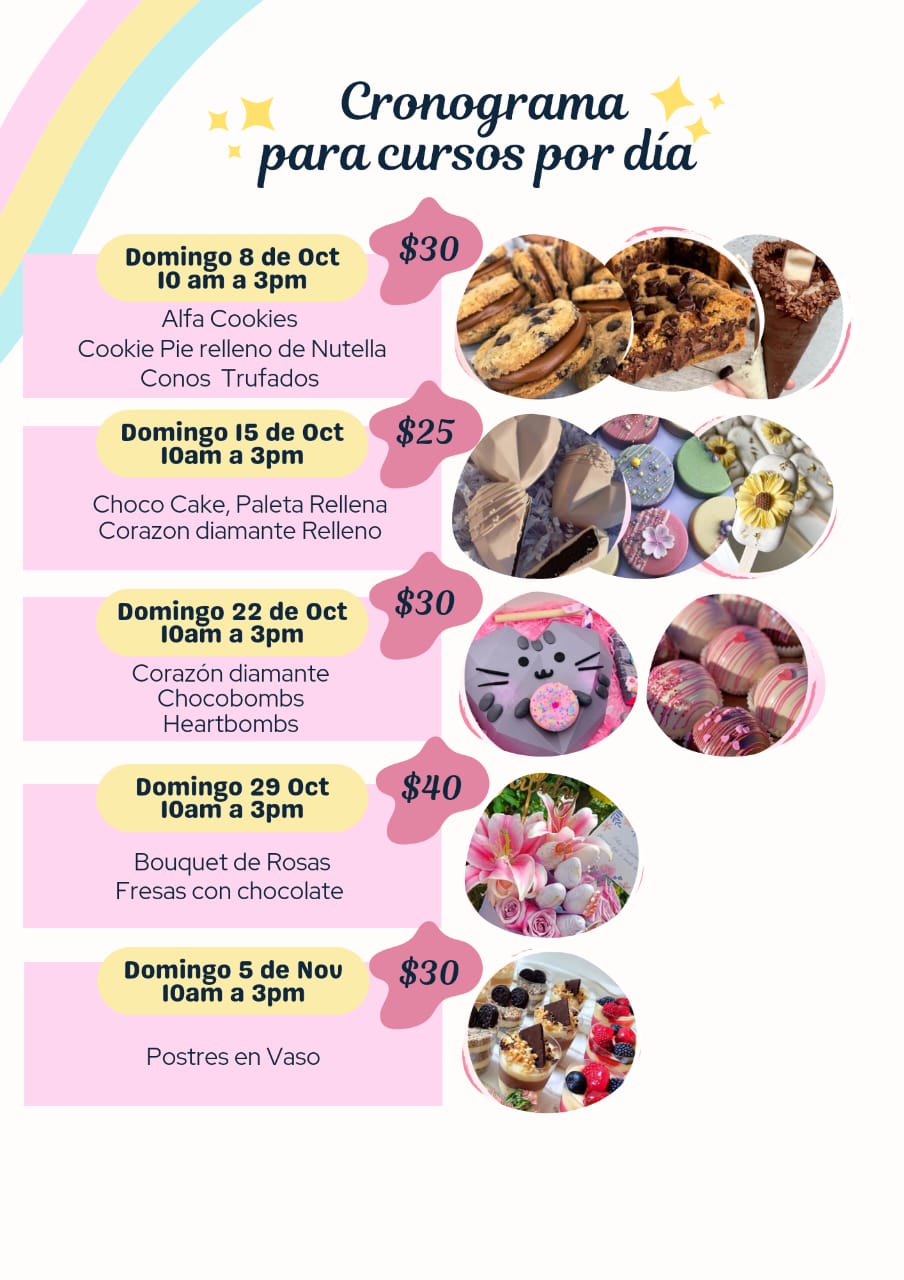 Cronograma
para cursos por día
Domingo 8 de Oct
10 am a 3pm
$30
Alfa Cookies
Cookie Pie relleno de Nutella
Conos Trufados
Domingo 15 de Oct
10am a 3pm
$25
Choco Cake, Paleta Rellena
Corazon diamante Relleno
Domingo 22 de Oct
10am a 3pm
$30
Corazón diamante
Chocobombs
Heartbombs
Domingo 29 Oct
10am a 3pm
$40
Bouquet de Rosas
Fresas con chocolate
Domingo 5 de Nov
10am a 3pm
$30
Postres en Vaso